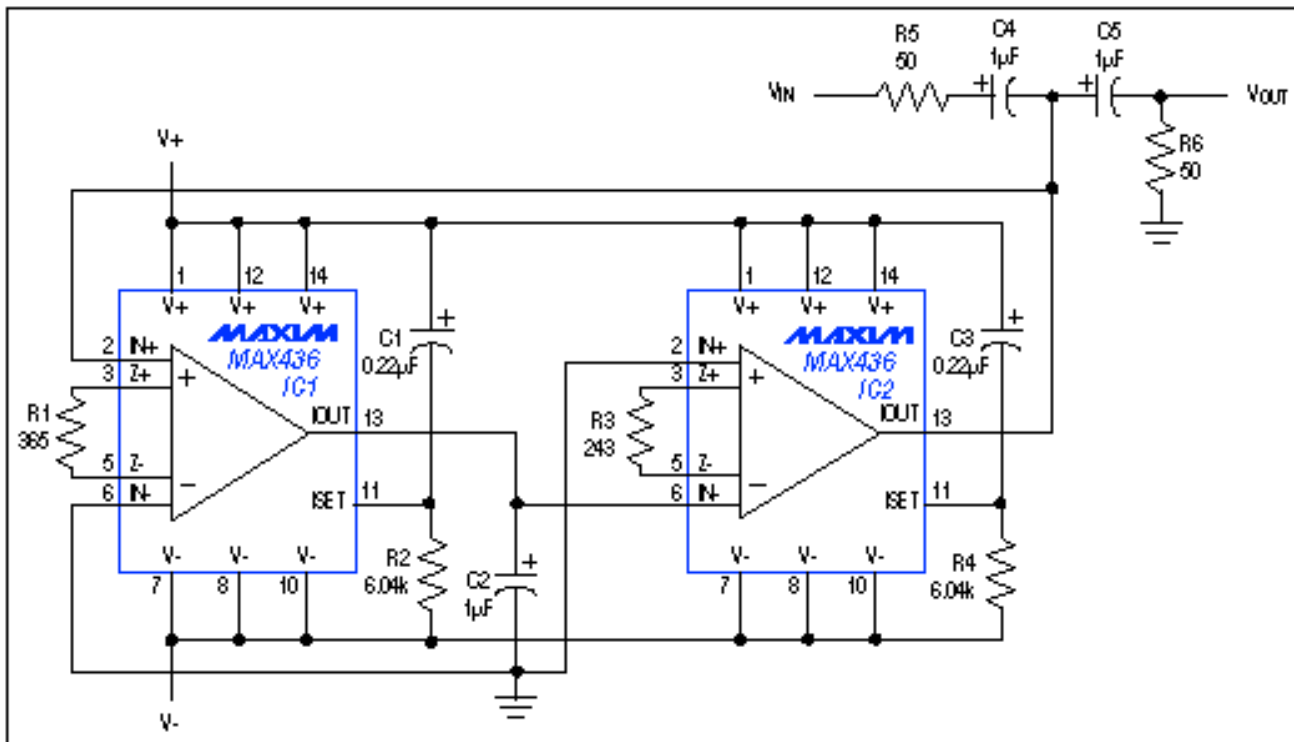 R5
50
C4
1µF
C5
1µF
VIN
VOUT
R6
50
V+
1
12
14
V+
V+
V+
MAXIM
MAX436
IC1
2
IN+
3
Z+
+
R1
365
5
Z-
−
6
IN+
IOUT
13
ISET
11
V-
V-
V-
7
8
10
C1
+
0.22µF
R2
6.04k
C2
+
1µF
1
12
14
V+
V+
V+
MAXIM
MAX436
IC2
2
IN+
3
Z+
+
R3
243
5
Z-
−
6
IN+
IOUT
13
ISET
11
V-
V-
V-
7
8
10
C3
+
0.22µF
R4
6.04k
V-
+
+